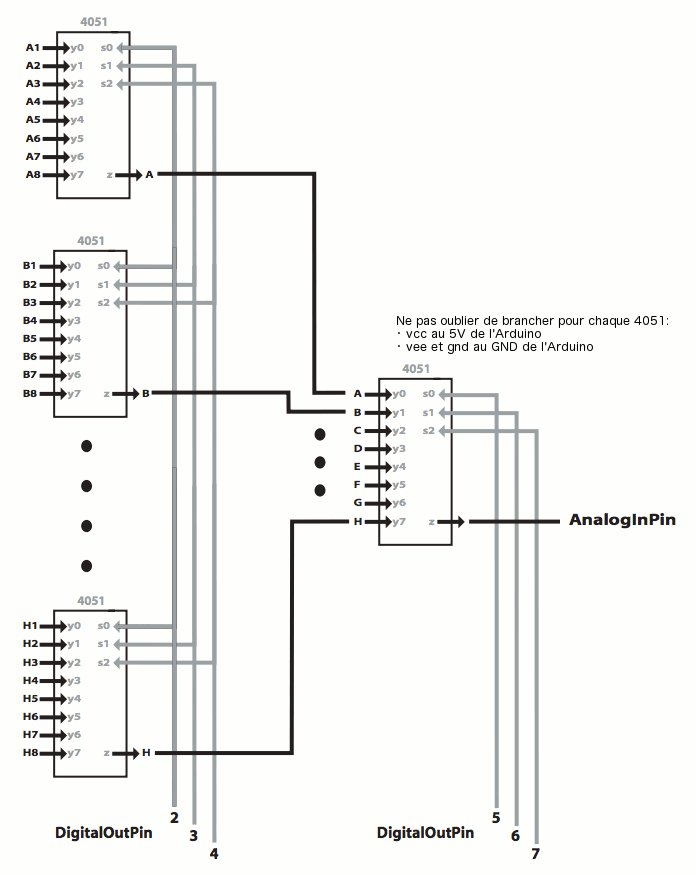 4051
A1 y0 s0
A2 y1 s1
A3 y2 s2
A4 y3
A5 y4
A6 y5
A7 y6
A8 y7 z A
4051
B1 y0 s0
B2 y1 s1
B3 y2 s2
B4 y3
B5 y4
B6 y5
B7 y6
B8 y7 z B
Ne pas oublier de brancher pour chaque 4051:
· vcc au 5V de l'Arduino
· vee et gnd au GND de l'Arduino
4051
A y0 s0
B y1 s1
C y2 s2
D y3
E y4
F y5
G y6
H y7 z AnalogInPin
4051
H1 y0 s0
H2 y1 s1
H3 y2 s2
H4 y3
H5 y4
H6 y5
H7 y6
H8 y7 z H
DigitalOutPin 2
3
4
DigitalOutPin 5
6
7